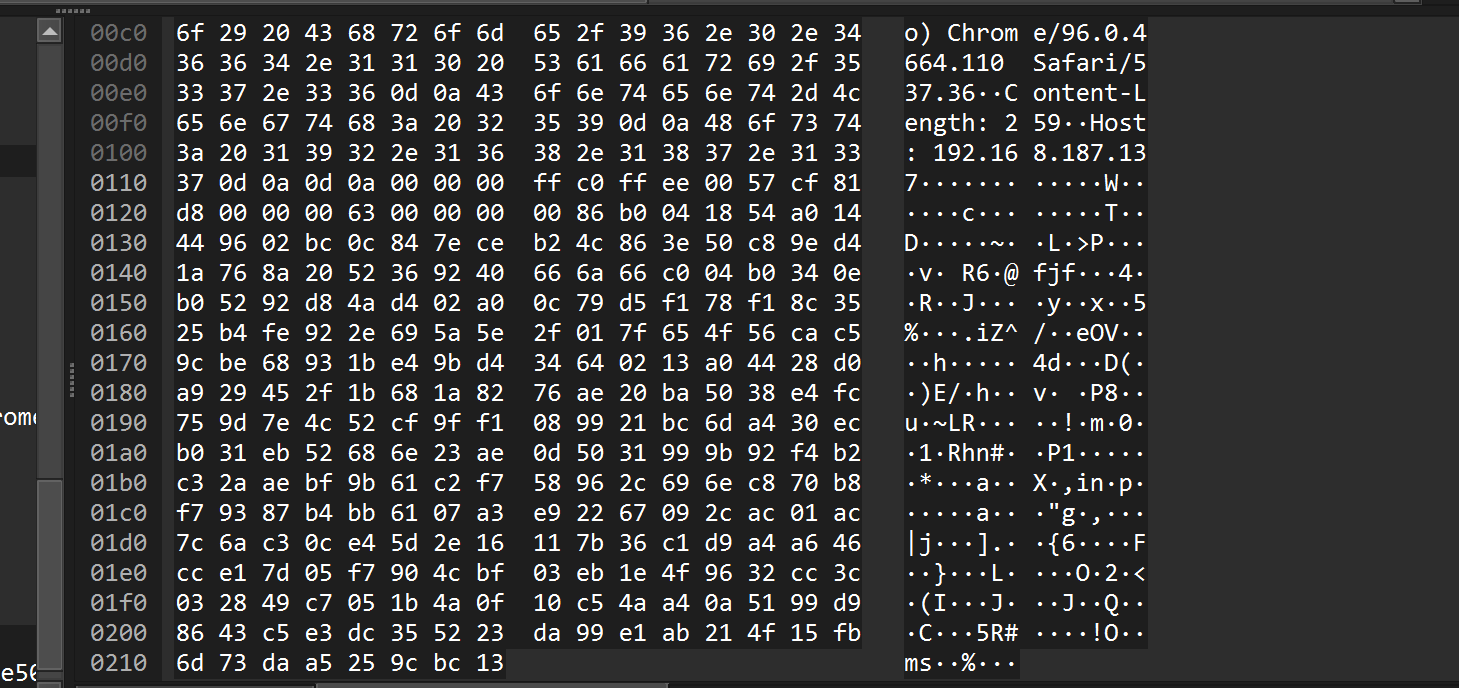 00c0 6f 29 20 43 68 72 6f 6d 65 2f 39 36 2e 30 2e 34 o) Chrom e/96.0.4
00d0 36 36 34 2e 31 31 30 20 53 61 66 61 72 69 2f 35 664.110 Safari/5
00e0 33 37 2e 33 36 0d 0a 43 6f 6e 74 65 6e 74 2d 4c 37.36··C ontent-L
00f0 65 6e 67 74 68 3a 20 32 35 39 0d 0a 48 6f 73 74 ength: 2 59··Host
0100 3a 20 31 39 32 2e 31 36 38 2e 31 38 37 2e 31 33 : 192.16 8.187.13
0110 37 0d 0a 0d 0a 00 00 00 ff c0 ff ee 00 57 cf 81 7······· ·····W··
0120 d8 00 00 00 63 00 00 00 00 86 b0 04 18 54 a0 14 ····c··· ·····T··
0130 44 96 02 bc 0c 84 7e ce b2 4c 86 3e 50 c8 9e d4 D·····~· ·L·>P···
0140 1a 76 8a 20 52 36 92 40 66 6a 66 c0 04 b0 34 0e ·v· R6·@ fjf···4·
0150 b0 52 92 d8 4a d4 02 a0 0c 79 d5 f1 78 f1 8c 35 ·R··J··· ·y··x··5
0160 25 b4 fe 92 2e 69 5a 5e 2f 01 7f 65 4f 56 ca c5 %···.iZ^ /··eOV··
0170 9c be 68 93 1b e4 9b d4 34 64 02 13 a0 44 28 d0 ··h····· 4d···D(·
0180 a9 29 45 2f 1b 68 1a 82 76 ae 20 ba 50 38 e4 fc ·)E/·h·· v· ·P8··
0190 75 9d 7e 4c 52 cf 9f f1 08 99 21 bc 6d a4 30 ec u·~LR··· ··!·m·0·
01a0 b0 31 eb 52 68 6e 23 ae 0d 50 31 99 9b 92 f4 b2 ·1·Rhn#· ·P1·····
01b0 c3 2a ae bf 9b 61 c2 f7 58 96 2c 69 6e c8 70 b8 ·*···a·· X·,in·p·
01c0 f7 93 87 b4 bb 61 07 a3 e9 22 67 09 2c ac 01 ac ·····a·· ·"g·,···
01d0 7c 6a c3 0c e4 5d 2e 16 11 7b 36 c1 d9 a4 a6 46 |j···].· ·{6····F
01e0 cc e1 7d 05 f7 90 4c bf 03 eb 1e 4f 96 32 cc 3c ··}···L· ···O·2·<
01f0 03 28 49 c7 05 1b 4a 0f 10 c5 4a a4 0a 51 99 d9 ·(I···J· ··J··Q··
0200 86 43 c5 e3 dc 35 52 23 da 99 e1 ab 21 4f 15 fb ·C···5R# ····!O··
0210 6d 73 da a5 25 9c bc 13 ms··%···
rome
e50